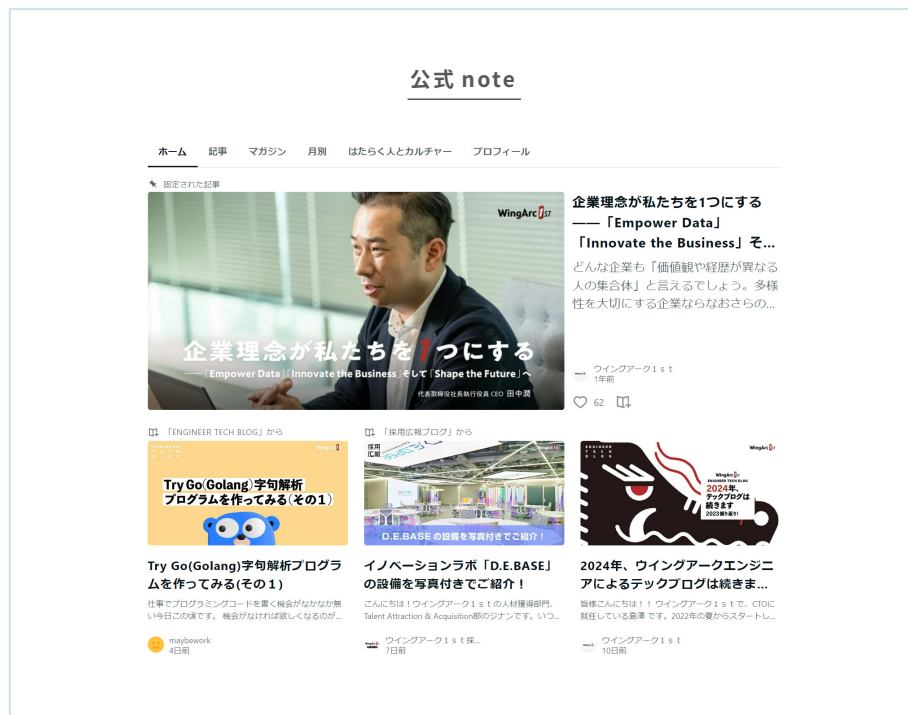 公式 note
ホーム 記事 マガジン 月別 はたらく人とカルチャー プロフィール
固定された記事
WingArc1ST
企業理念が私たちを1つにする
——「Empower Data」「Innovate the Business」そして「Shape the Future」へ
代表取締役社長執行役員 CEO 田中潤
企業理念が私たちを1つにする
——「Empower Data」
「Innovate the Business」そ...
どんな企業も「価値観や経歴が異なる
人の集合体」と言えるでしょう。多様
性を大切にする企業ならなおさらの...
ウイングアーク１ｓｔ
1年前
62
「ENGINEER TECH BLOG」から
ENGINEER
TECH
BLOG
WingArc1ST
Try Go(Golang)字句解析
プログラムを作ってみる(その１)
Try Go(Golang)字句解析プログラ
ムを作ってみる(その１)
仕事でプログラミングコードを書く機会がなかなか無
い今日この頃です。 機会がなければ欲しくなるのが...
maybework
4日前
「採用広報ブログ」から
採用
広報
D.E.BASE の設備を写真付きでご紹介！
イノベーションラボ「D.E.BASE」
の設備を写真付きでご紹介！
こんにちは！ウイングアーク１ｓｔの人材獲得部門、
Talent Attraction & Acquisition部のジナンです。いつ...
ウイングアーク１ｓｔ採...
7日前
ENGINEER
TECH
BLOG
WingArc1ST
WingArc1ST
ENGINEER TECH BLOG
2024年、
テックブログは
続きます
2023振り返り！
2024年、ウイングアークエンジニ
アによるテックブログは続きま...
皆様こんにちは！！ ウイングアーク１ｓｔで、CTOに
就任している島澤 です。2022年の夏からスタートし...
ウイングアーク１ｓｔ
10日前